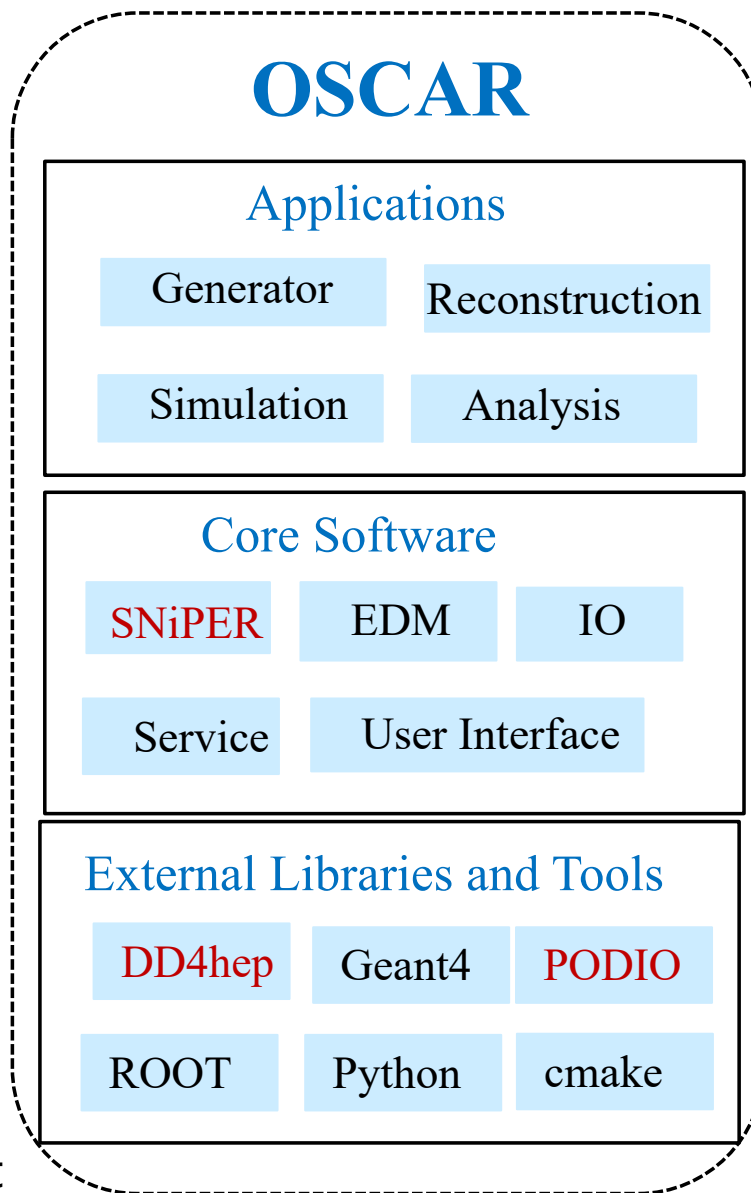 OSCAR
Applications
Generator
Reconstruction
Simulation
Analysis
Core Software
SNiPER
EDM
IO
Service
User Interface
External Libraries and Tools
DD4hep
Geant4
PODIO
ROOT
Python
cmake